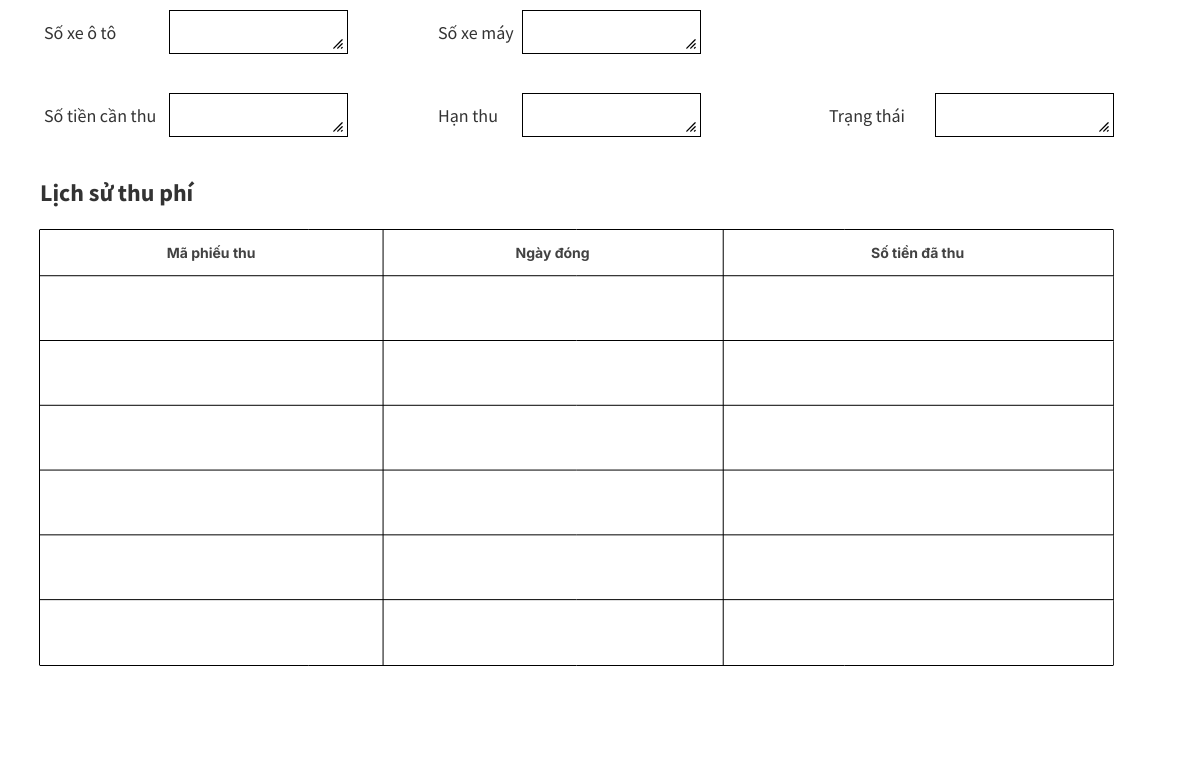 Số xe ô tô Số xe máy
Số tiền cần thu Hạn thu Trạng thái
Lịch sử thu phí
Mã phiếu thu Ngày đóng Số tiền đã thu